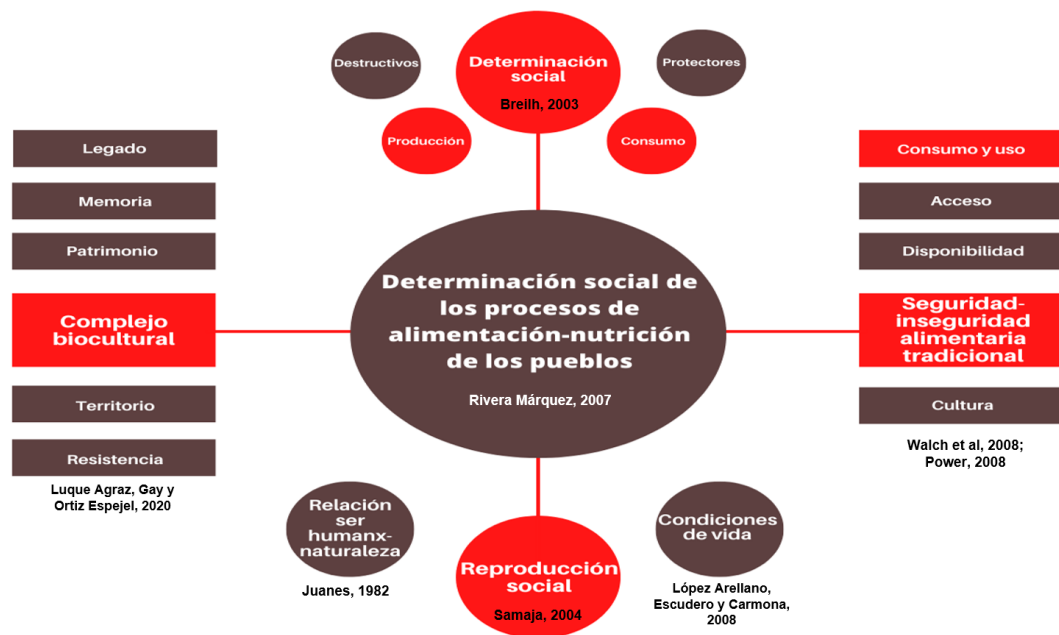 Destructivos
Determinación
social
Breilh, 2003
Protectores
Producción
Consumo
Legado
Memoria
Patrimonio
Complejo
biocultural
Territorio
Resistencia
Luque Agraz, Gay y
Ortiz Espejel, 2020
Determinación social de
los procesos de
alimentación-nutrición
de los pueblos
Rivera Márquez, 2007
Consumo y uso
Acceso
Disponibilidad
Seguridad-
inseguridad
alimentaria
tradicional
Cultura
Walch et al, 2008;
Power, 2008
Relación
ser
humanx-
naturaleza
Juanes, 1982
Reproducción
social
Samaja, 2004
Condiciones
de vida
López Arellano,
Escudero y Carmona,
2008